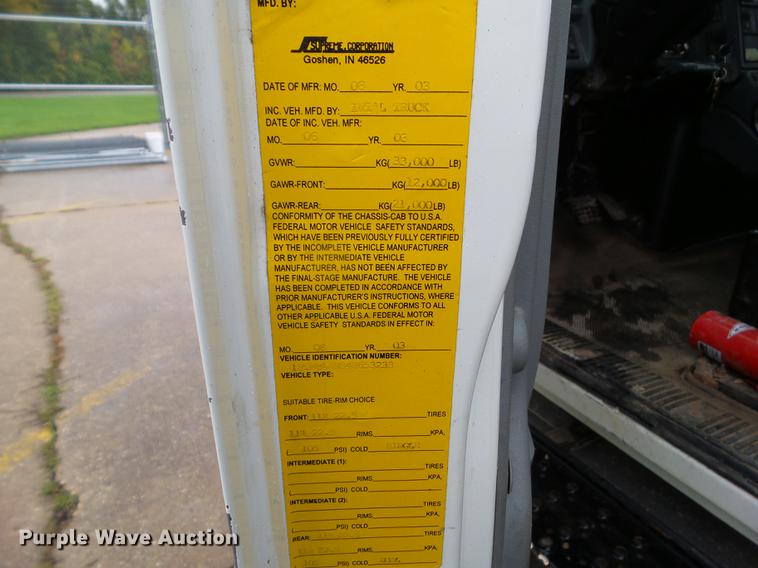 MFD. BY:
SUPREME CORPORATION
Goshen, IN 46526
DATE OF MFR: MO. 08 YR. 03
INC. VEH. MFD. BY: TRUCK
DATE OF INC. VEH. MFR:
MO. 06 YR. 03
GVWR: KG( 33,000 LB)
GAWR-FRONT: KG( 12,000 LB)
GAWR-REAR: KG( 21,000 LB)
CONFORMITY OF THE CHASSIS-CAB TO U.S.A.
FEDERAL MOTOR VEHICLE SAFETY STANDARDS,
WHICH HAVE BEEN PREVIOUSLY FULLY CERTIFIED
BY THE INCOMPLETE VEHICLE MANUFACTURER
OR BY THE INTERMEDIATE VEHICLE
MANUFACTURER, HAS NOT BEEN AFFECTED BY
THE FINAL-STAGE MANUFACTURE. THE VEHICLE
HAS BEEN COMPLETED IN ACCORDANCE WITH
PRIOR MANUFACTURER'S INSTRUCTIONS, WHERE
APPLICABLE. THIS VEHICLE CONFORMS TO ALL
OTHER APPLICABLE U.S.A. FEDERAL MOTOR
VEHICLE SAFETY STANDARDS IN EFFECT IN:
MO. 06 YR. 03
VEHICLE IDENTIFICATION NUMBER:
VEHICLE TYPE:
SUITABLE TIRE-RIM CHOICE
FRONT: 11R 22.5 TIRES
RIMS, KPA,
( PSI) COLD SINGLE
INTERMEDIATE (1):
TIRES
RIMS KPA,
( PSI) COLD
INTERMEDIATE (2):
TIRES
RIMS KPA,
( PSI) COLD
REAR TIRES
RIMS, KPA,
( PSI) COLD DUAL
Purple Wave Auction